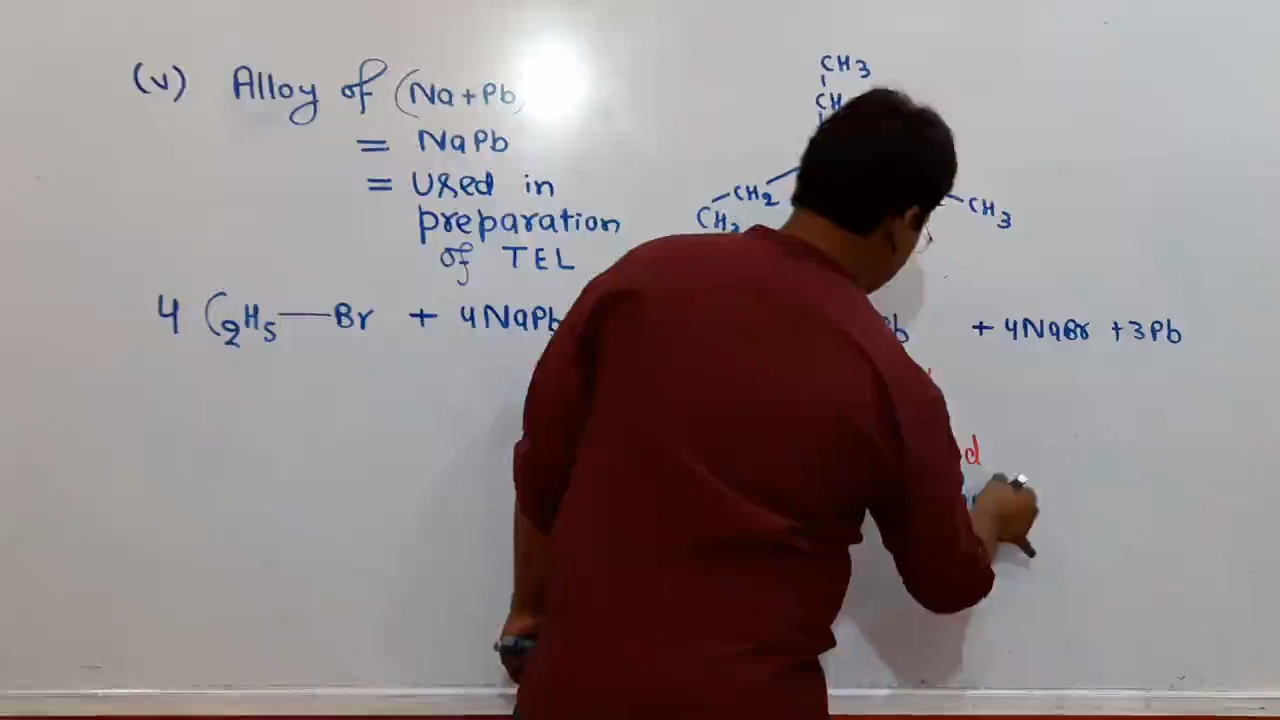 (v) Alloy of (Na+Pb)
= NaPb
= Used in
preparation
of TEL
CH3
CH2
CH3
CH3
4 C2H5—Br + 4NaPb
+ 4NaBr + 3Pb